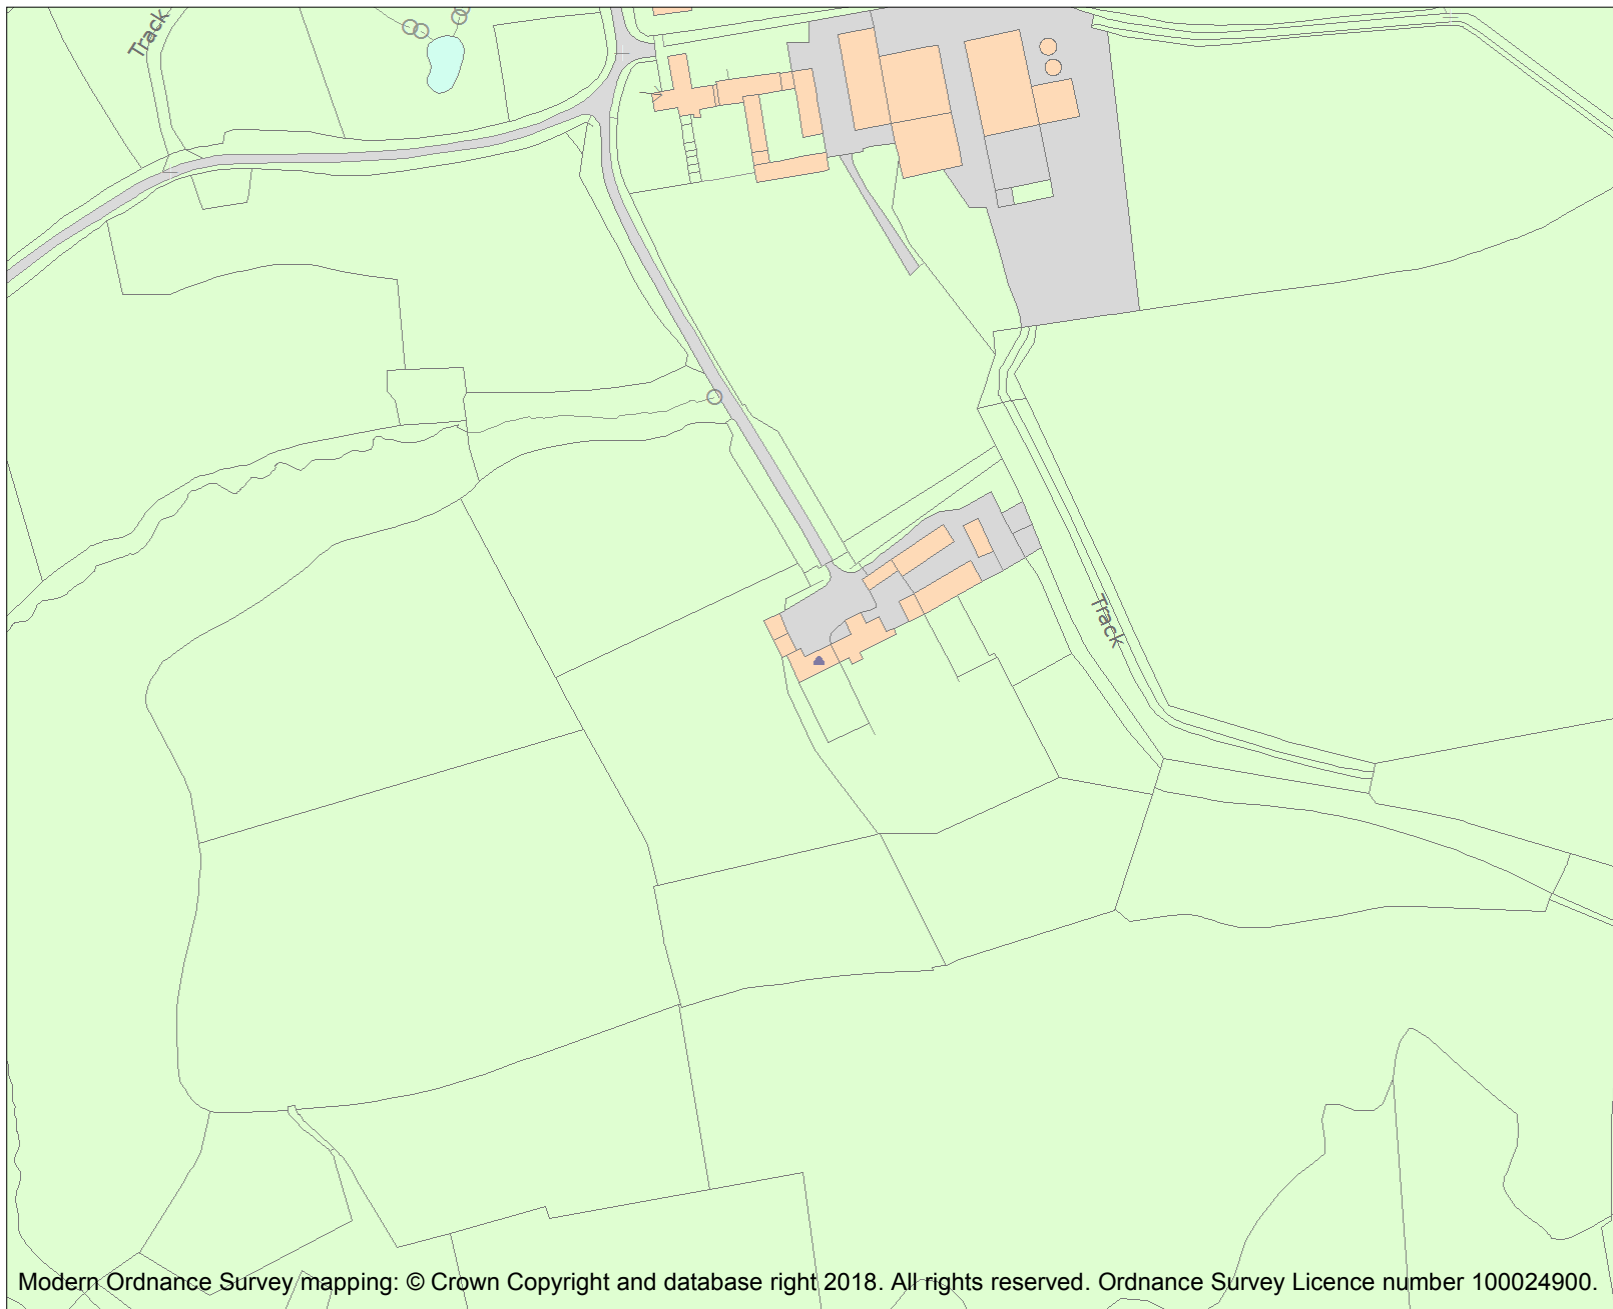 Track
Track
Modern Ordnance Survey mapping: © Crown Copyright and database right 2018. All rights reserved. Ordnance Survey Licence number 100024900.